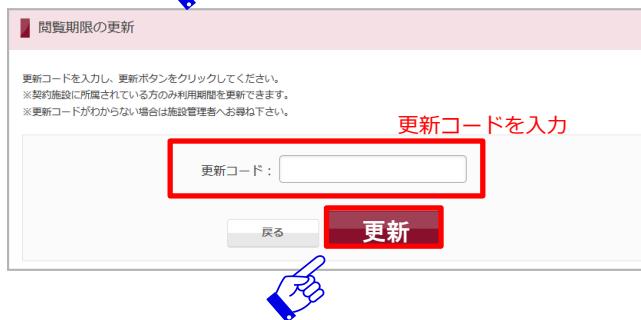 閲覧期限の更新
更新コードを入力し、更新ボタンをクリックしてください。
※契約施設に所属されている方のみ利用期間を更新できます。
※更新コードがわからない場合は施設管理者へお尋ね下さい。
更新コードを入力
更新コード：
戻る
更新